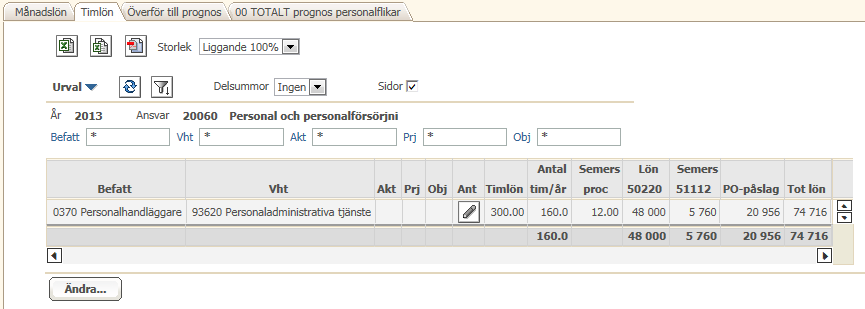 Månadslön Timlön Överför till prognos 00 TOTALT prognos personalflikar
Storlek Liggande 100%
Urval Delsummor Ingen Sidor
År 2013 Ansvar 20060 Personal och personalförsörjni
Befatt * Vht * Akt * Prj * Obj *
Antal Semers Lön Semers
Befatt Vht Akt Prj Obj Ant Timlön tim/år proc 50220 51112 PO-påslag Tot lön
0370 Personalhandläggare 93620 Personaladministrativa tjänste 300.00 160.0 12.00 48 000 5 760 20 956 74 716
160.0 48 000 5 760 20 956 74 716
Ändra...